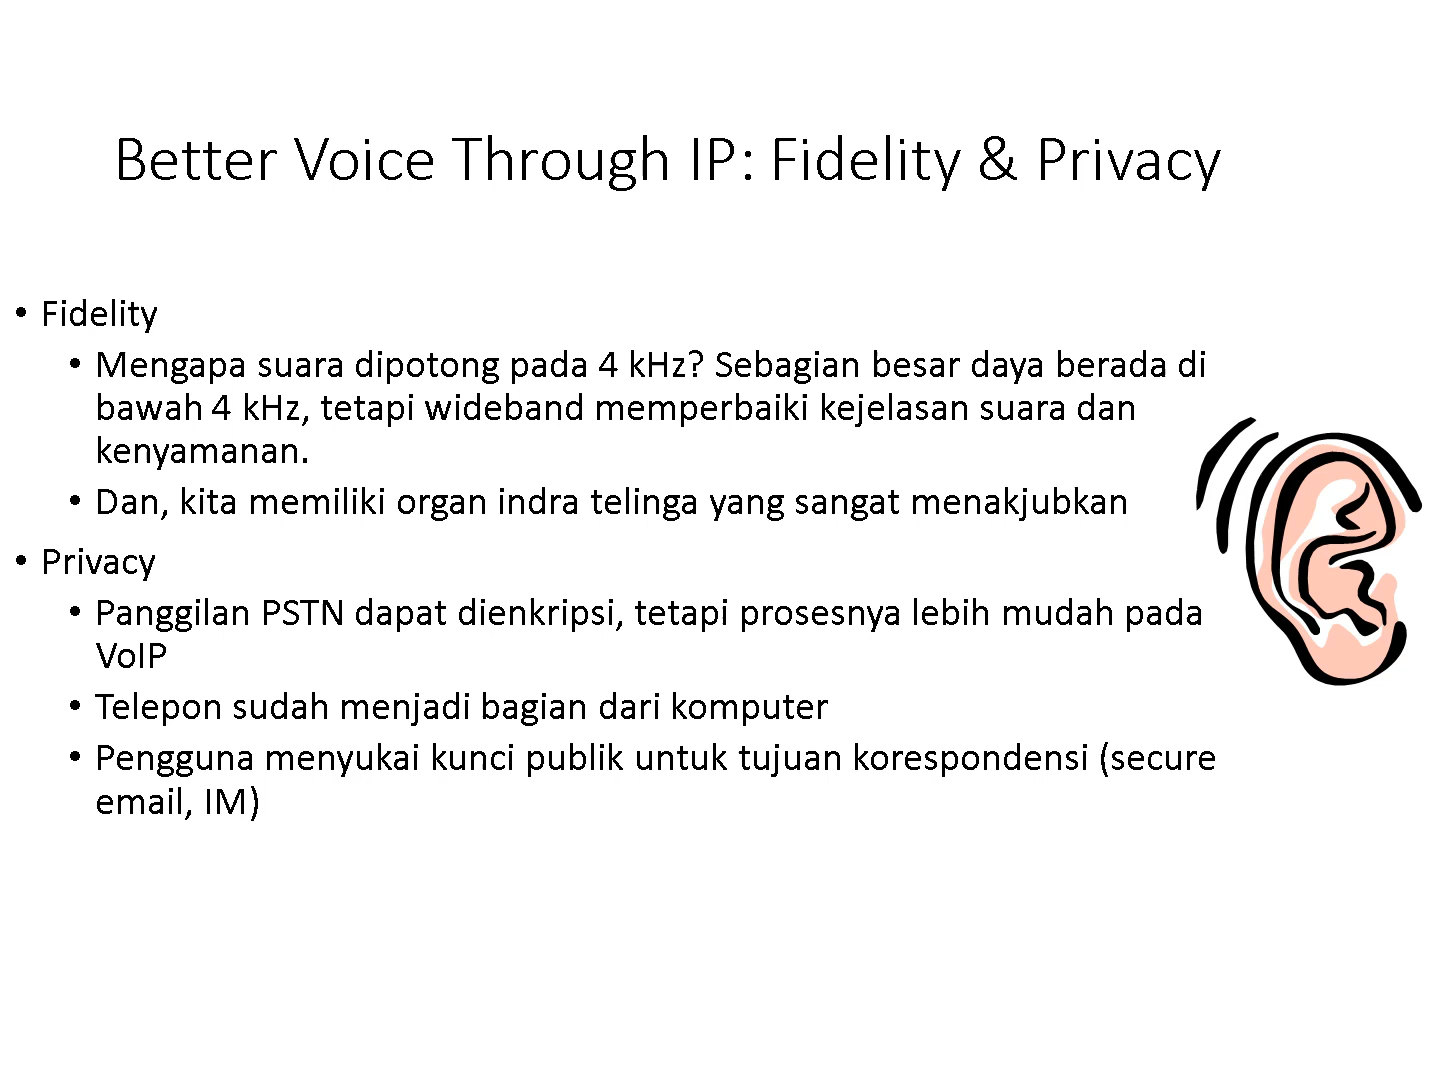 Better Voice Through IP: Fidelity & Privacy
• Fidelity
• Mengapa suara dipotong pada 4 kHz? Sebagian besar daya berada di
bawah 4 kHz, tetapi wideband memperbaiki kejelasan suara dan
kenyamanan.
• Dan, kita memiliki organ indra telinga yang sangat menakjubkan
• Privacy
• Panggilan PSTN dapat dienkripsi, tetapi prosesnya lebih mudah pada
VoIP
• Telepon sudah menjadi bagian dari komputer
• Pengguna menyukai kunci publik untuk tujuan korespondensi (secure
email, IM)